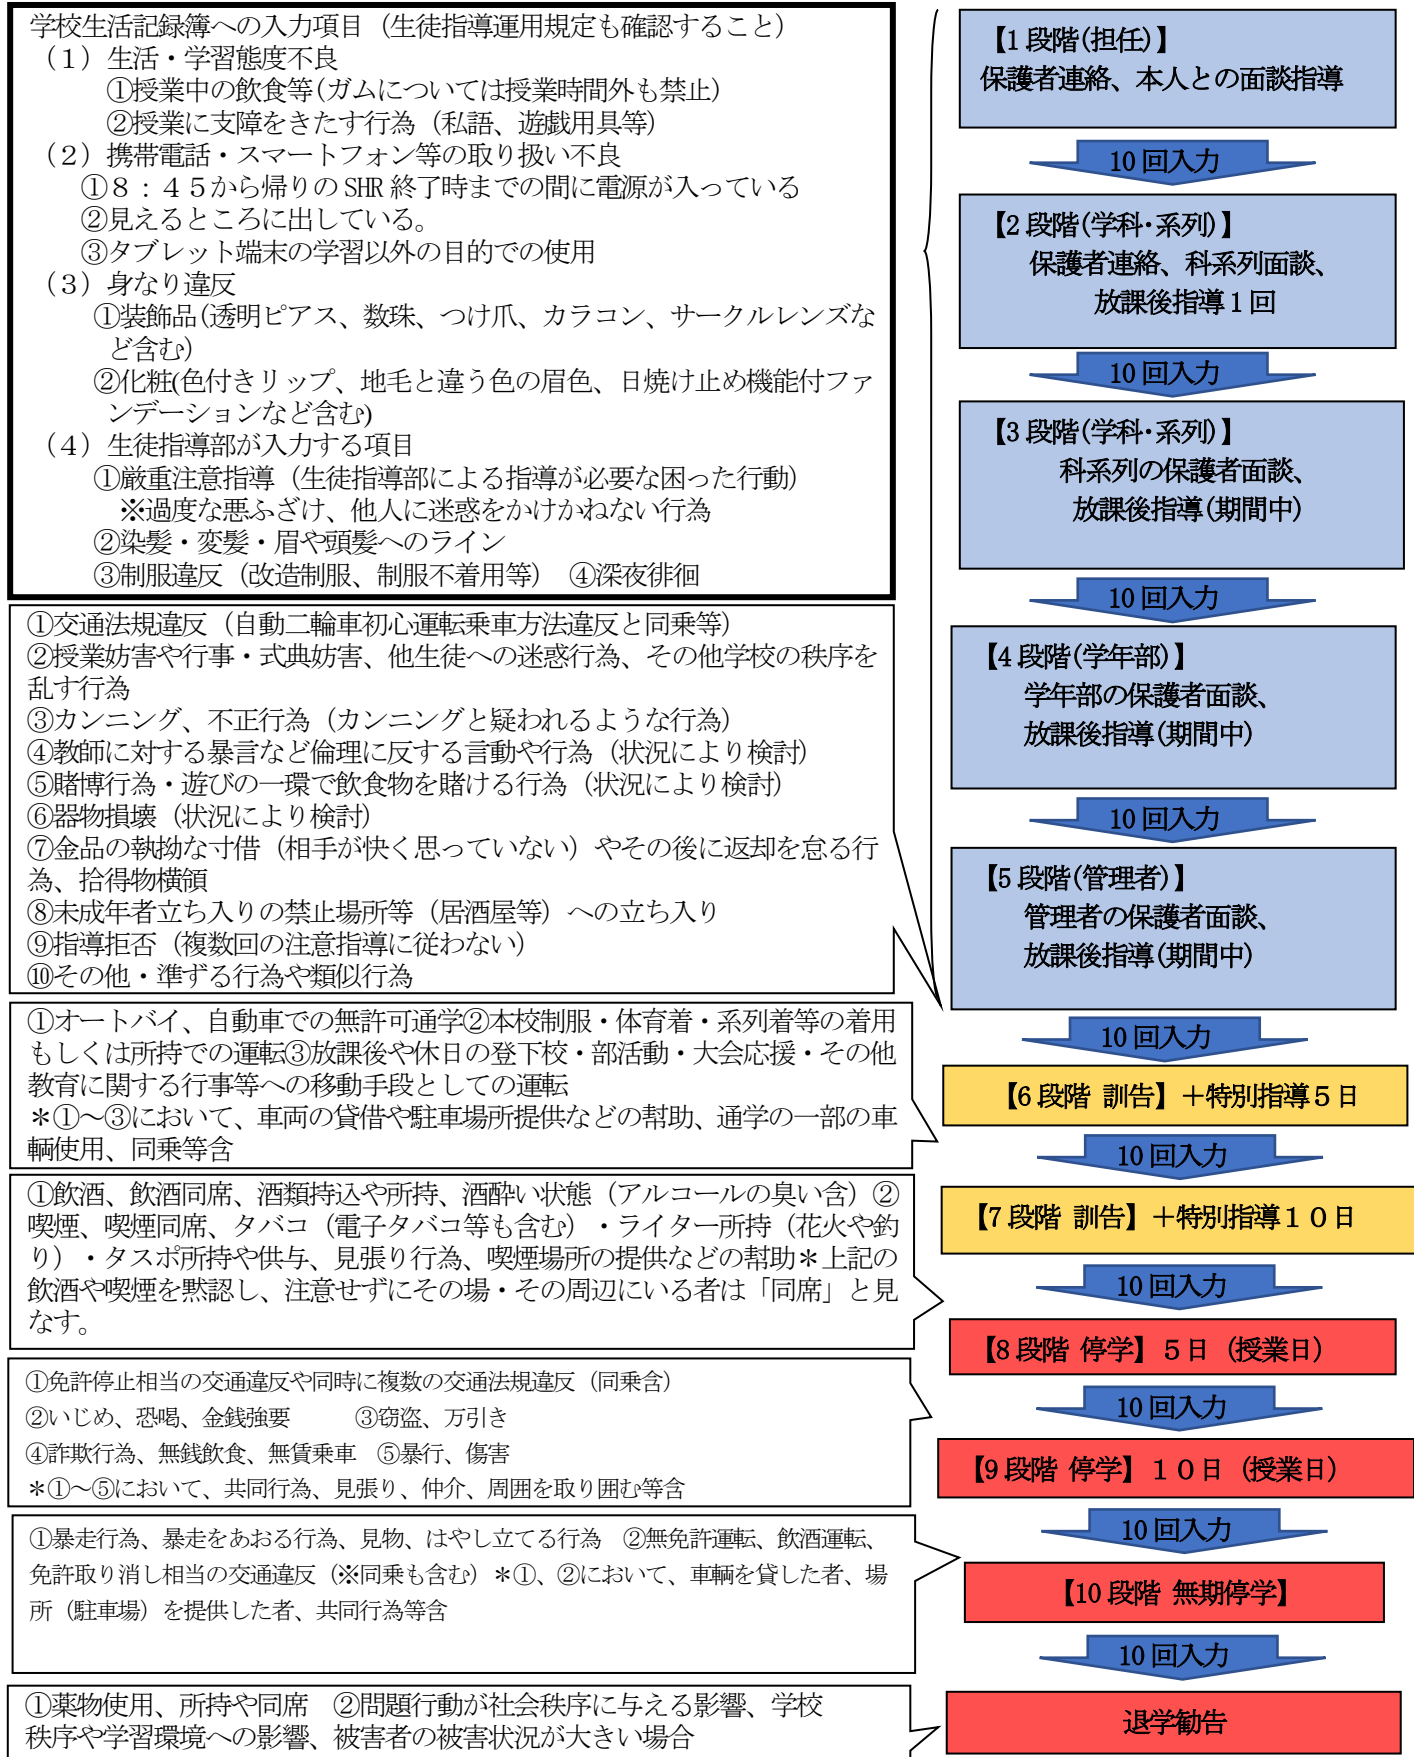 学校生活記録簿への入力項目（生徒指導運用規定も確認すること）
（１）生活・学習態度不良
①授業中の飲食等(ガムについては授業時間外も禁止)
②授業に支障をきたす行為（私語、遊戯用具等）
（２）携帯電話・スマートフォン等の取り扱い不良
①８：４５から帰りの SHR 終了時までの間に電源が入っている
②見えるところに出している。
③タブレット端末の学習以外の目的での使用
（３）身なり違反
①装飾品(透明ピアス、数珠、つけ爪、カラコン、サークルレンズな
ど含む)
②化粧(色付きリップ、地毛と違う色の眉色、日焼け止め機能付ファ
ンデーションなど含む)
（４）生徒指導部が入力する項目
①厳重注意指導（生徒指導部による指導が必要な困った行動）
※過度な悪ふざけ、他人に迷惑をかけかねない行為
②染髪・変髪・眉や頭髪へのライン
③制服違反（改造制服、制服不着用等） ④深夜徘徊
①交通法規違反（自動二輪車初心運転乗車方法違反と同乗等）
②授業妨害や行事・式典妨害、他生徒への迷惑行為、その他学校の秩序を
乱す行為
③カンニング、不正行為（カンニングと疑われるような行為）
④教師に対する暴言など倫理に反する言動や行為（状況により検討）
⑤賭博行為・遊びの一環で飲食物を賭ける行為（状況により検討）
⑥器物損壊（状況により検討）
⑦金品の執拗な寸借（相手が快く思っていない）やその後に返却を怠る行
為、拾得物横領
⑧未成年者立ち入りの禁止場所等（居酒屋等）への立ち入り
⑨指導拒否（複数回の注意指導に従わない）
⑩その他・準ずる行為や類似行為
①オートバイ、自動車での無許可通学②本校制服・体育着・系列着等の着用
もしくは所持での運転③放課後や休日の登下校・部活動・大会応援・その他
教育に関する行事等への移動手段としての運転
＊①～③において、車両の貸借や駐車場所提供などの幇助、通学の一部の車
輌使用、同乗等含
①飲酒、飲酒同席、酒類持込や所持、酒酔い状態（アルコールの臭い含）②
喫煙、喫煙同席、タバコ（電子タバコ等も含む）・ライター所持（花火や釣
り）・タスポ所持や供与、見張り行為、喫煙場所の提供などの幇助＊上記の
飲酒や喫煙を黙認し、注意せずにその場・その周辺にいる者は「同席」と見
なす。
①免許停止相当の交通違反や同時に複数の交通法規違反（同乗含）
②いじめ、恐喝、金銭強要 ③窃盗、万引き
④詐欺行為、無銭飲食、無賃乗車 ⑤暴行、傷害
＊①～⑤において、共同行為、見張り、仲介、周囲を取り囲む等含
①暴走行為、暴走をあおる行為、見物、はやし立てる行為 ②無免許運転、飲酒運転、
免許取り消し相当の交通違反（※同乗も含む）＊①、②において、車輌を貸した者、場
所（駐車場）を提供した者、共同行為等含
①薬物使用、所持や同席 ②問題行動が社会秩序に与える影響、学校
秩序や学習環境への影響、被害者の被害状況が大きい場合
【1 段階(担任)】
保護者連絡、本人との面談指導
10 回入力
【2 段階(学科・系列)】
保護者連絡、科系列面談、
放課後指導 1 回
10 回入力
【3 段階(学科・系列)】
科系列の保護者面談、
放課後指導(期間中)
10 回入力
【4 段階(学年部)】
学年部の保護者面談、
放課後指導(期間中)
10 回入力
【5 段階(管理者)】
管理者の保護者面談、
放課後指導(期間中)
10 回入力
【6 段階 訓告】＋特別指導５日
10 回入力
【7 段階 訓告】＋特別指導１０日
10 回入力
【8 段階 停学】５日（授業日）
10 回入力
【9 段階 停学】１０日（授業日）
10 回入力
【10 段階 無期停学】
10 回入力
退学勧告